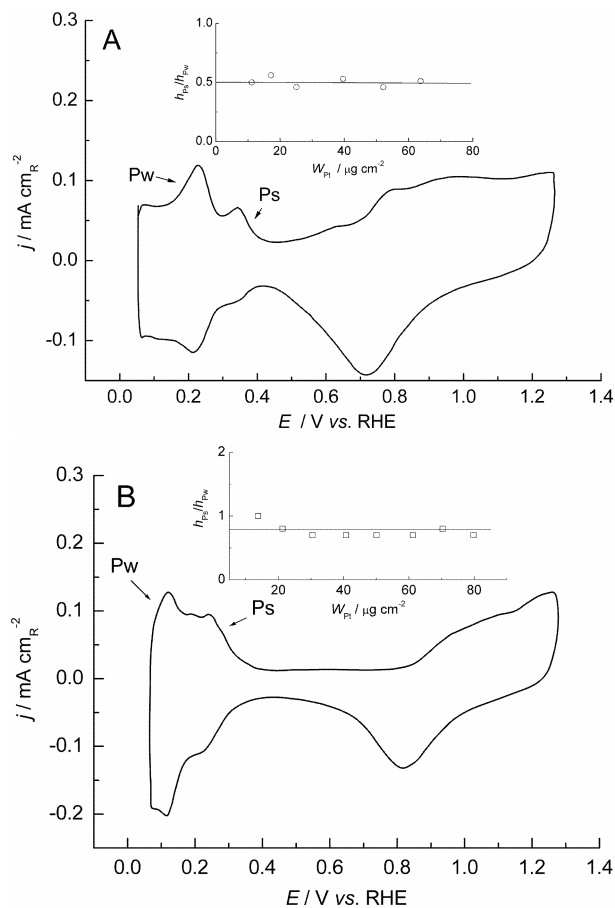 A
0.3
0.2
0.1
0.0
-0.1
j / mA cm_R^-2
0.0 0.2 0.4 0.6 0.8 1.0 1.2 1.4
E / V vs. RHE
Pw
Ps
1.0
0.5
0.0
h_Ps/h_Pw
0 20 40 60 80
W_Pt / μg cm^-2
B
0.3
0.2
0.1
0.0
-0.1
-0.2
j / mA cm_R^-2
0.0 0.2 0.4 0.6 0.8 1.0 1.2 1.4
E / V vs. RHE
Pw
Ps
2
1
0
h_Ps/h_Pw
20 40 60 80
W_Pt / μg cm^-2